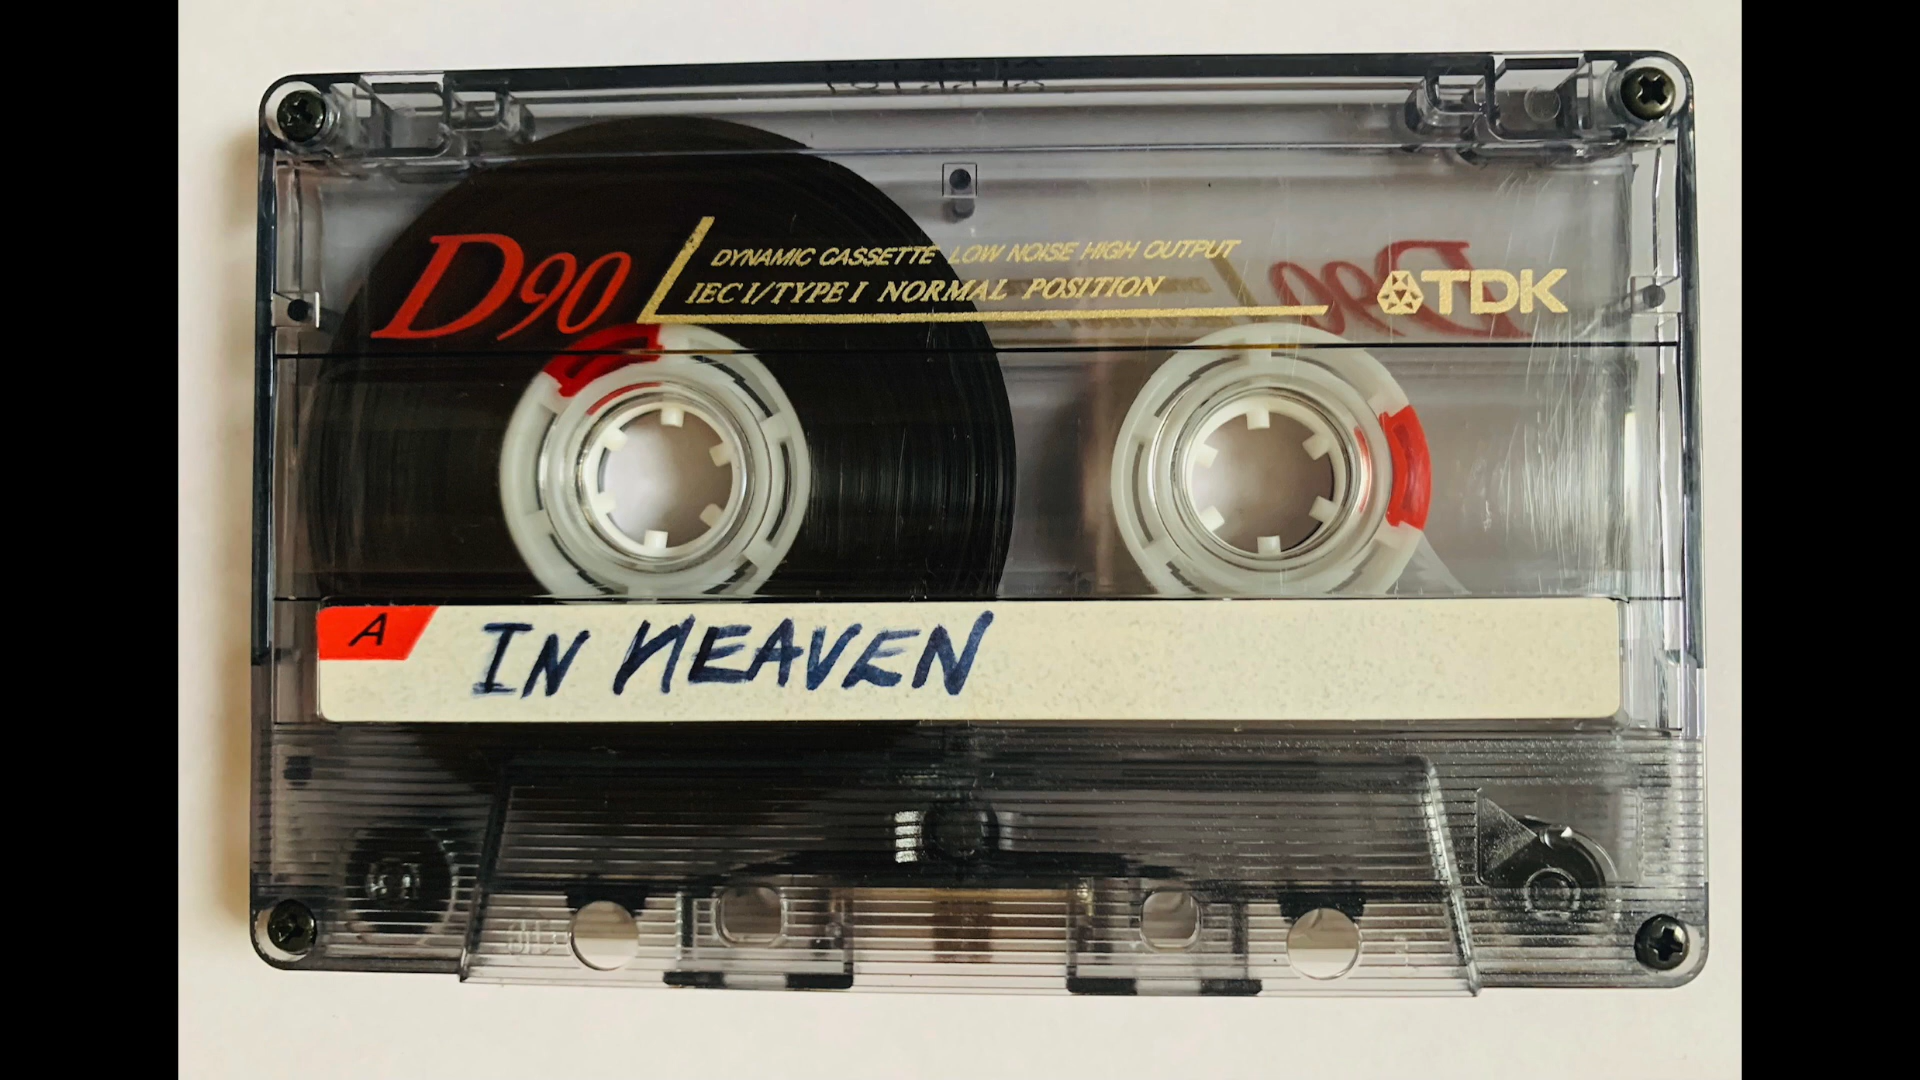 D90
DYNAMIC CASSETTE LOW NOISE HIGH OUTPUT
IEC I/TYPE I NORMAL POSITION
TDK
A
IN HEAVEN